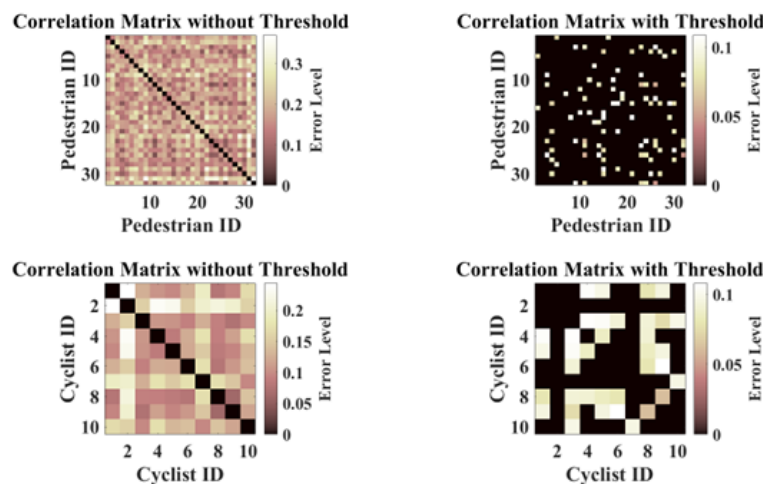 Correlation Matrix without Threshold
Pedestrian ID
10
20
30
10 20 30
Pedestrian ID
0.3
0.2
0.1
0
Error Level
Correlation Matrix with Threshold
Pedestrian ID
10
20
30
10 20 30
Pedestrian ID
0.1
0.05
0
Error Level
Correlation Matrix without Threshold
Cyclist ID
2
4
6
8
10
2 4 6 8 10
Cyclist ID
0.2
0.15
0.1
0.05
0
Error Level
Correlation Matrix with Threshold
Cyclist ID
2
4
6
8
10
2 4 6 8 10
Cyclist ID
0.1
0.05
0
Error Level